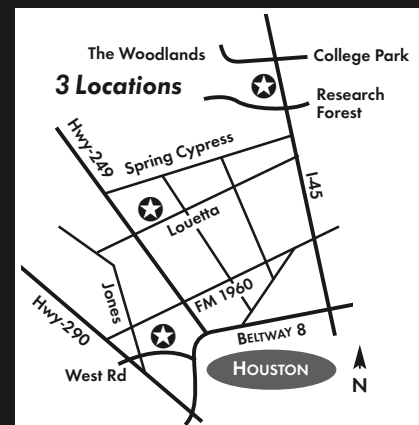 The Woodlands
College Park
3 Locations
Research
Forest
Hwy-249
Spring Cypress
I-45
Louetta
Jones
FM 1960
Hwy-290
BELTWAY 8
West Rd
HOUSTON
N